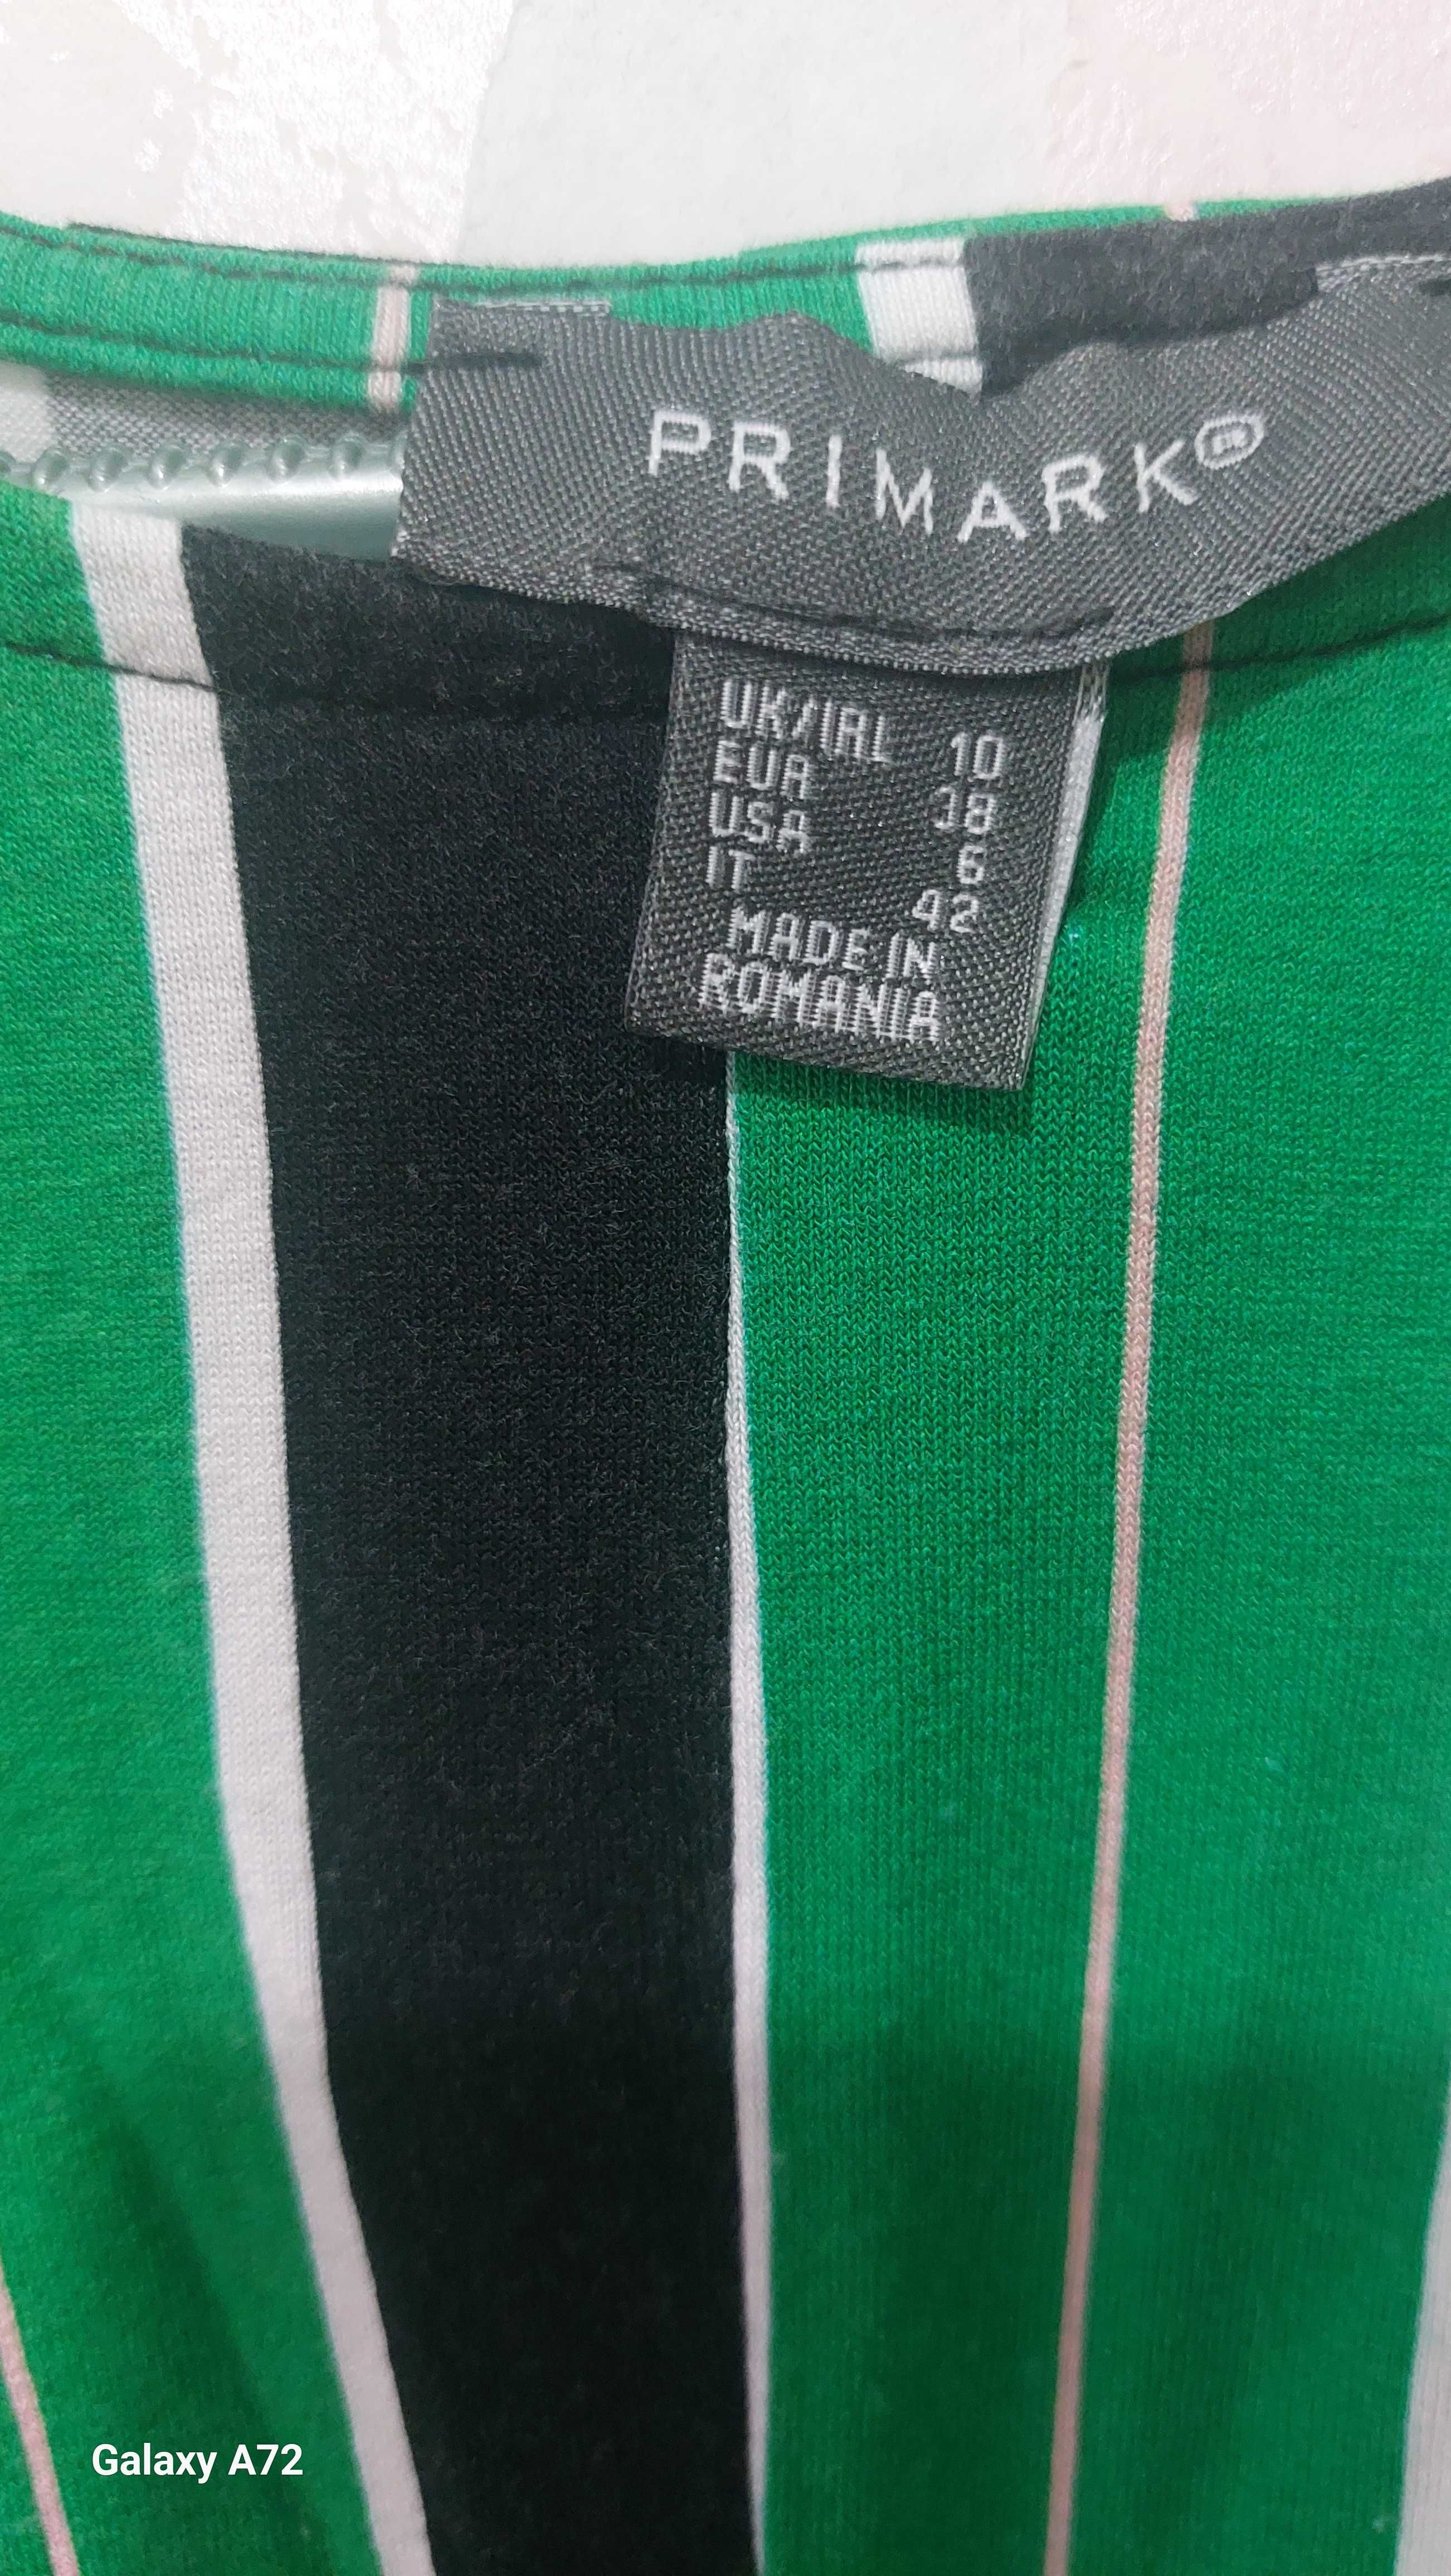 PRIMARK®
UK/IRL 10
EUR 38
USA 6
IT 42
MADE IN
ROMANIA
Galaxy A72